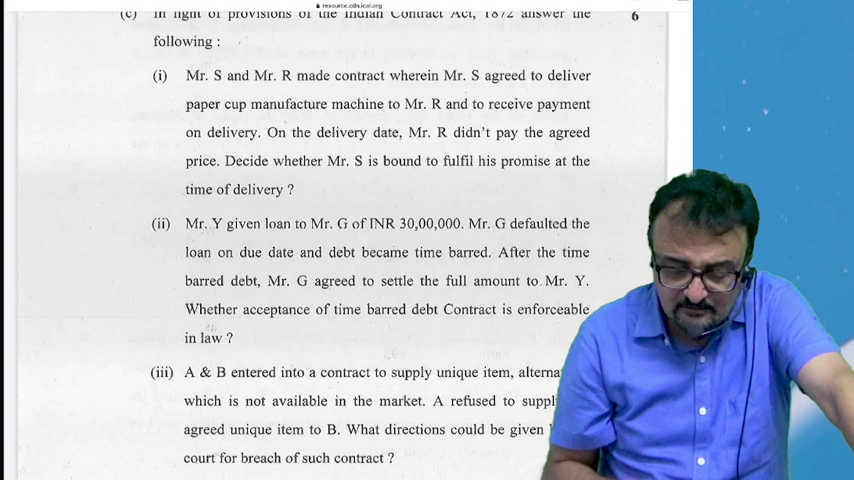 resource.cdn.icai.org
(c) In light of provisions of the Indian Contract Act, 1872 answer the 6
following :
(i) Mr. S and Mr. R made contract wherein Mr. S agreed to deliver
paper cup manufacture machine to Mr. R and to receive payment
on delivery. On the delivery date, Mr. R didn't pay the agreed
price. Decide whether Mr. S is bound to fulfil his promise at the
time of delivery ?
(ii) Mr. Y given loan to Mr. G of INR 30,00,000. Mr. G defaulted the
loan on due date and debt became time barred. After the time
barred debt, Mr. G agreed to settle the full amount to Mr. Y.
Whether acceptance of time barred debt Contract is enforceable
in law ?
(iii) A & B entered into a contract to supply unique item,
which is not available in the market. A refused to
agreed unique item to B. What directions could be given
court for breach of such contract ?